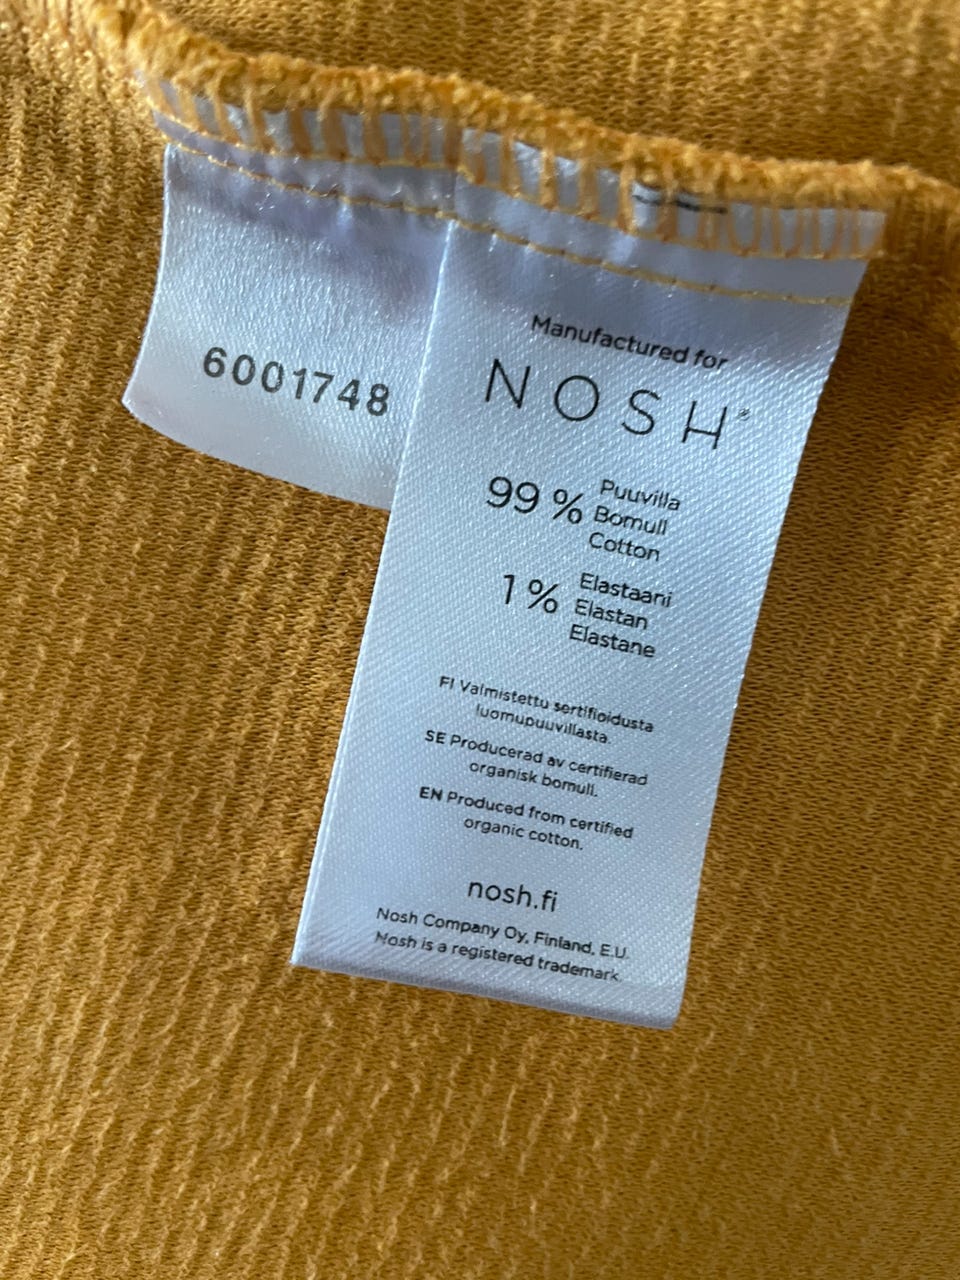 6001748
Manufactured for
NOSH®
99 % Puuvilla
Bomull
Cotton
1 % Elastaani
Elastan
Elastane
FI Valmistettu sertifioidusta
luomupuuvillasta.
SE Producerad av certifierad
organisk bomull.
EN Produced from certified
organic cotton.
nosh.fi
Nosh Company Oy, Finland, E.U.
Nosh is a registered trademark.